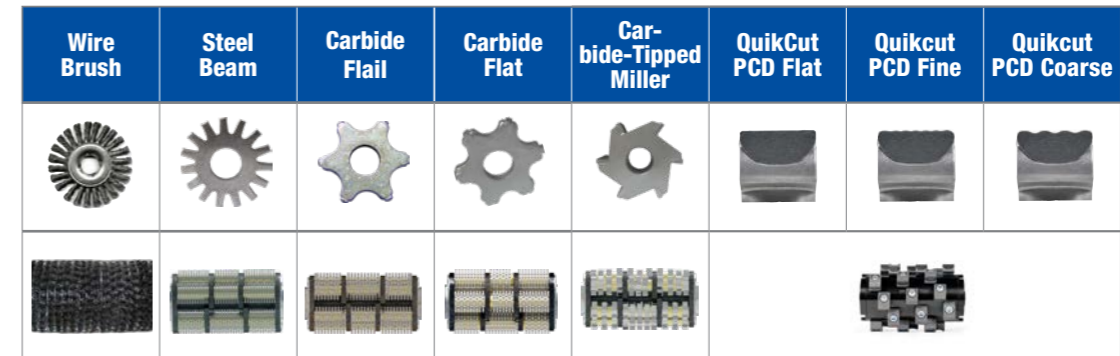 Wire
Brush
Steel
Beam
Carbide
Flail
Carbide
Flat
Car-
bide-Tipped
Miller
QuikCut
PCD Flat
Quikcut
PCD Fine
Quikcut
PCD Coarse